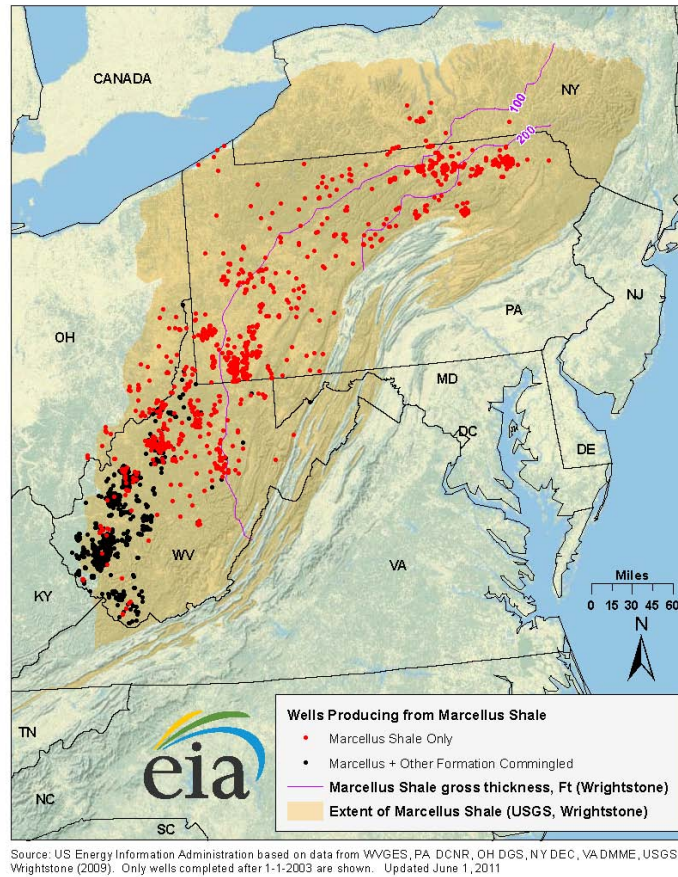 CANADA
NY
100
200
OH
PA
NJ
MD
DC
DE
WV
KY
VA
Miles
0 15 30 45 60
N
TN
NC
SC
eia
Wells Producing from Marcellus Shale
Marcellus Shale Only
Marcellus + Other Formation Commingled
Marcellus Shale gross thickness, Ft (Wrightstone)
Extent of Marcellus Shale (USGS, Wrightstone)
Source: US Energy Information Administration based on data from WVGES, PA DCNR, OH DGS, NY DEC, VA DMME, USGS
Wrightstone (2009). Only wells completed after 1-1-2003 are shown. Updated June 1, 2011